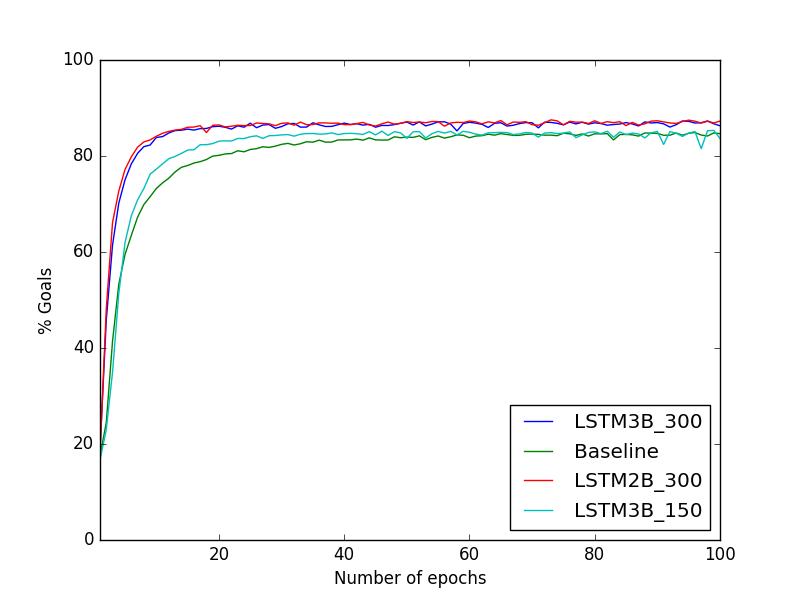 100
80
60
40
20
0
% Goals
20 40 60 80 100
Number of epochs
LSTM3B_300
Baseline
LSTM2B_300
LSTM3B_150